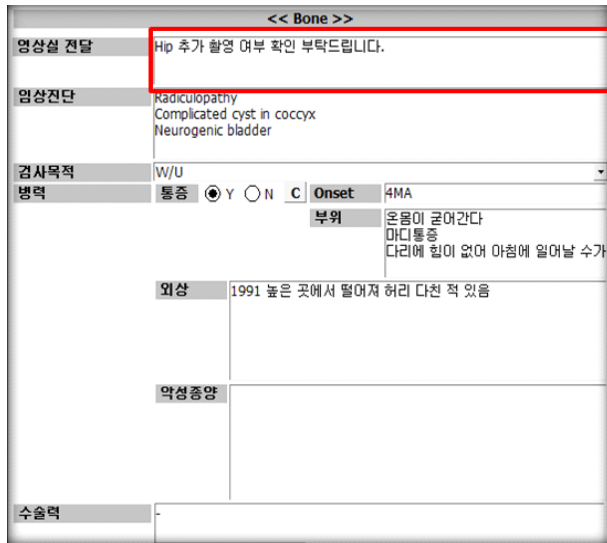 << Bone >>
영상실 전달
Hip 추가 촬영 여부 확인 부탁드립니다.
임상진단
Radiculopathy
Complicated cyst in coccyx
Neurogenic bladder
검사목적
W/U
병력
통증 Y N C Onset 4MA
부위
온몸이 굳어간다
마디통증
다리에 힘이 없어 아침에 일어날 수가
외상
1991 높은 곳에서 떨어져 허리 다친 적 있음
악성종양
수술력
-